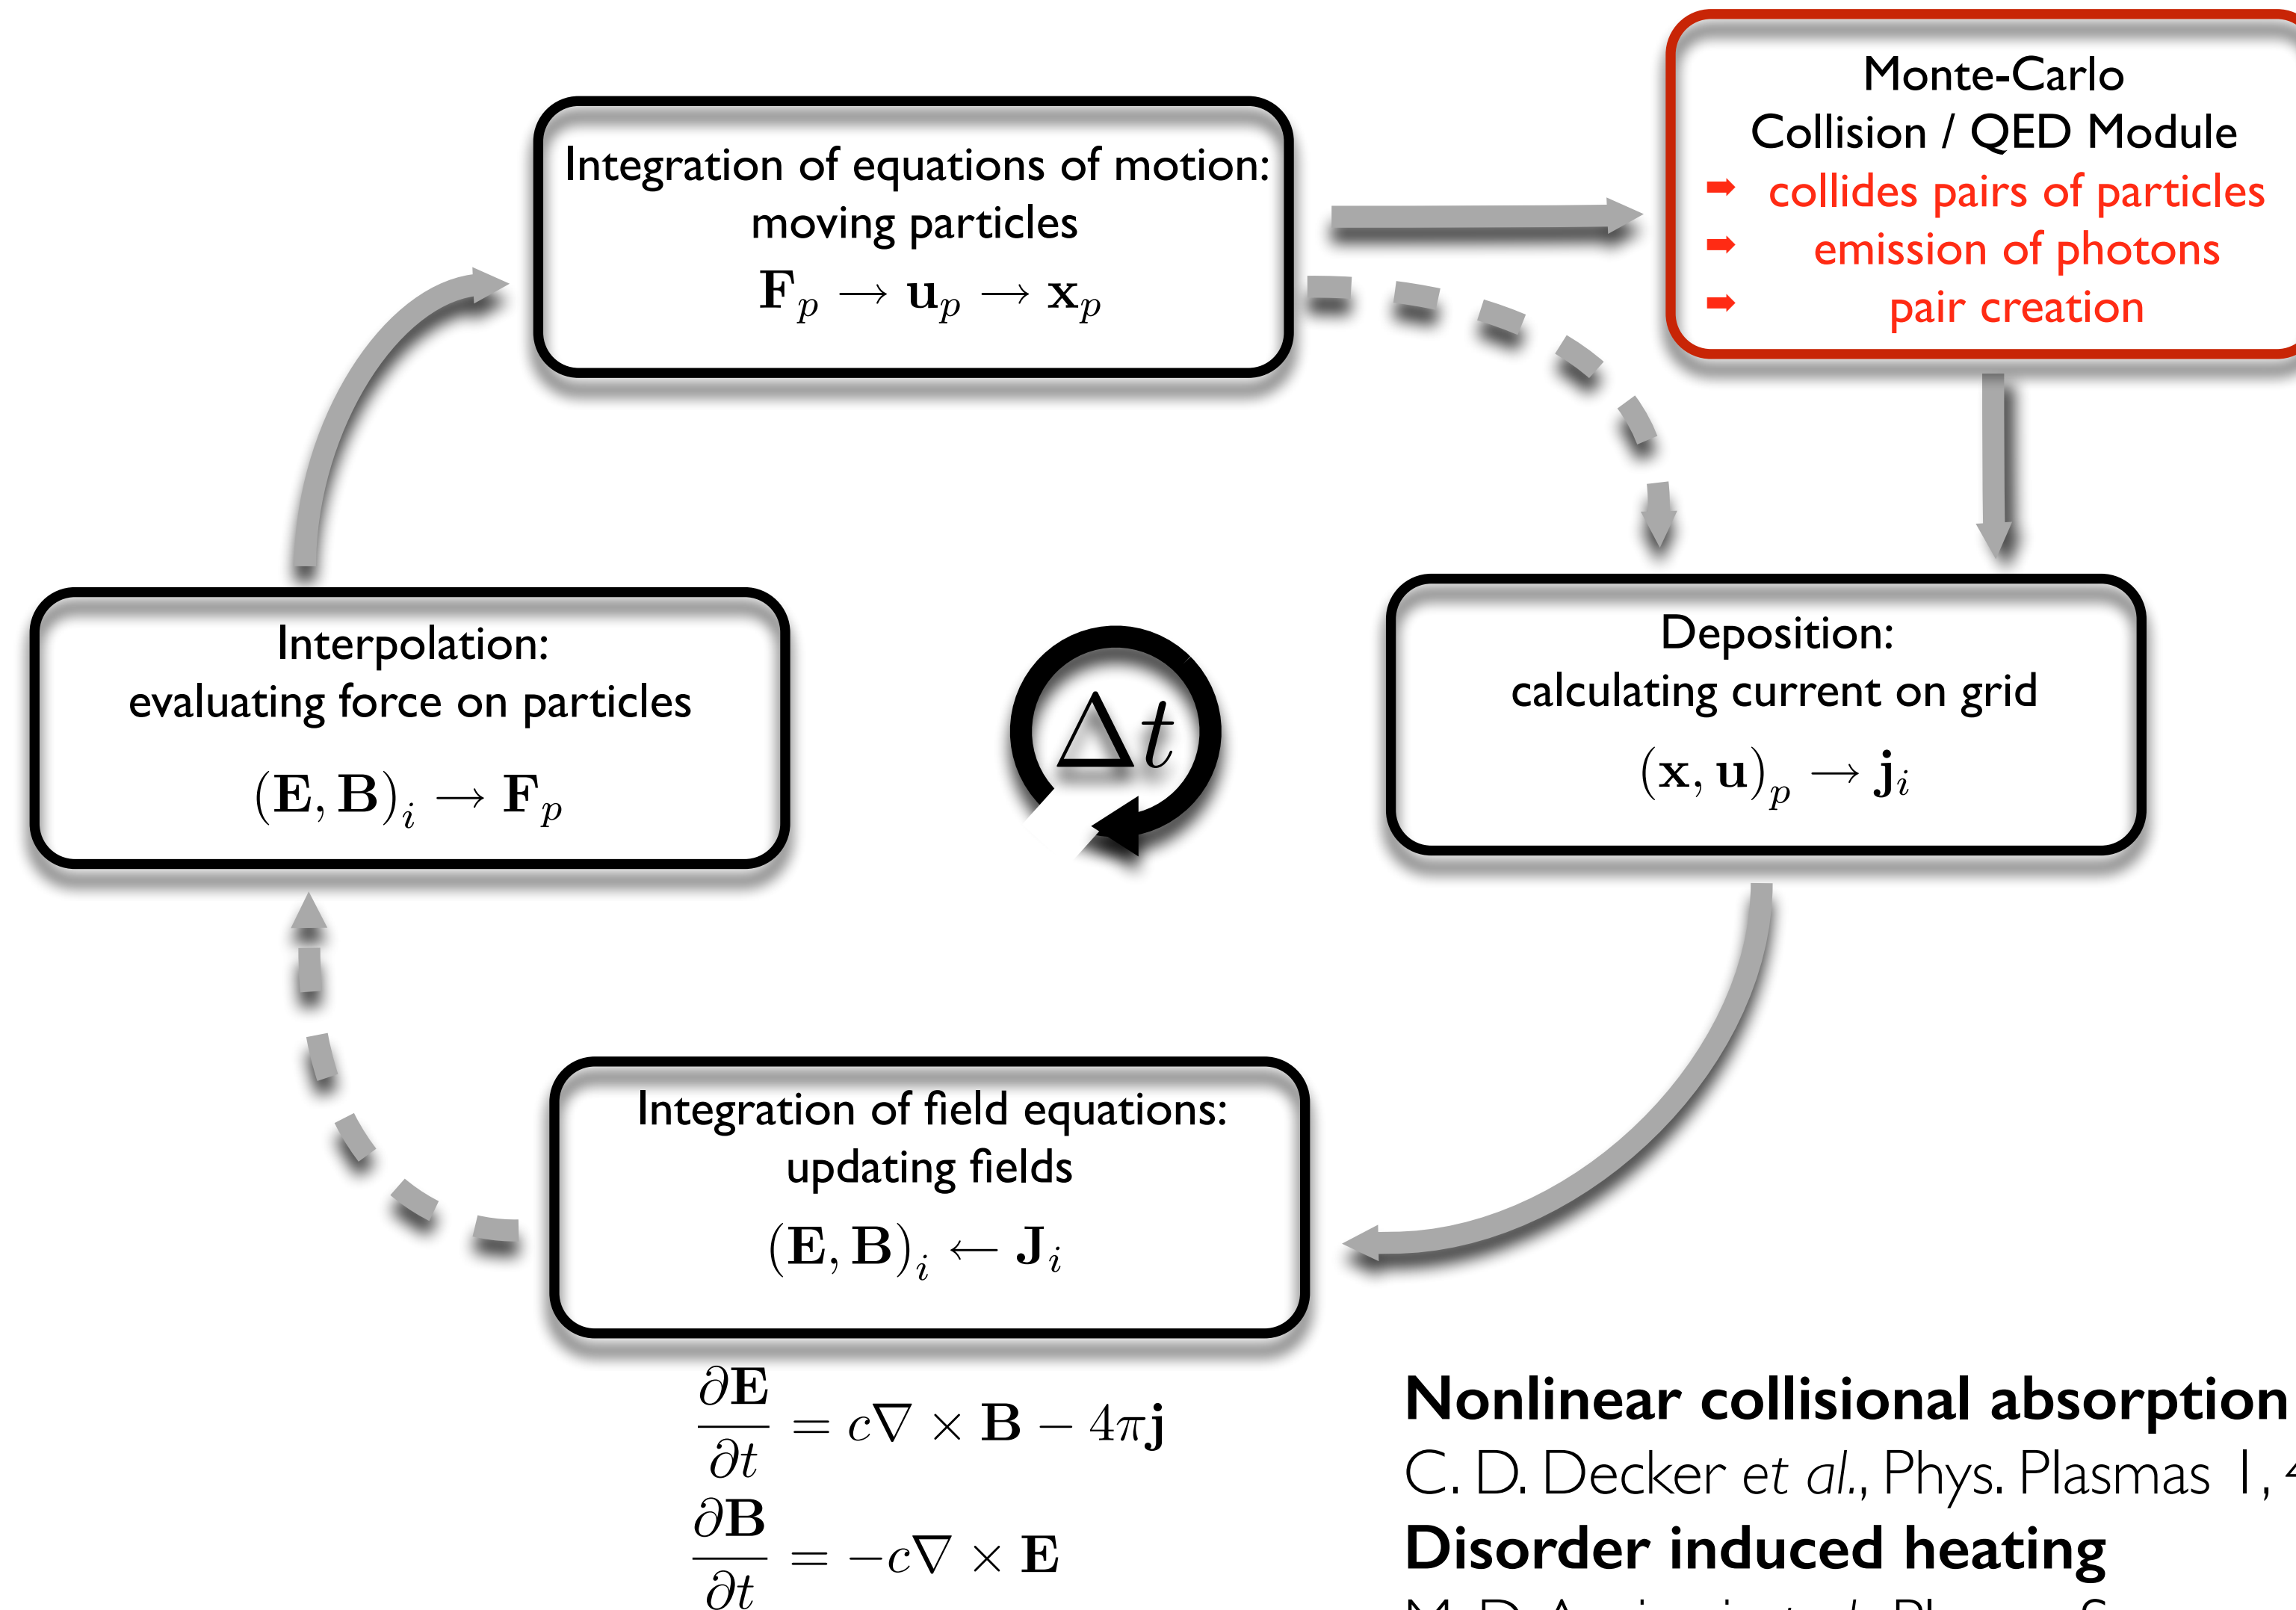 Monte-Carlo
Collision / QED Module
➡ collides pairs of particles
➡ emission of photons
➡ pair creation
Integration of equations of motion:
moving particles
𝐅ₚ → 𝐮ₚ → 𝐱ₚ
Interpolation:
evaluating force on particles
(𝐄, 𝐁)ᵢ → 𝐅ₚ
Δt
Deposition:
calculating current on grid
(𝐱, 𝐮)ₚ → 𝐣ᵢ
Integration of field equations:
updating fields
(𝐄, 𝐁)ᵢ ← 𝐉ᵢ
∂𝐄/∂t = c∇ × 𝐁 − 4π𝐣
∂𝐁/∂t = −c∇ × 𝐄
Nonlinear collisional absorption
C. D. Decker et al., Phys. Plasmas 1, 4
Disorder induced heating